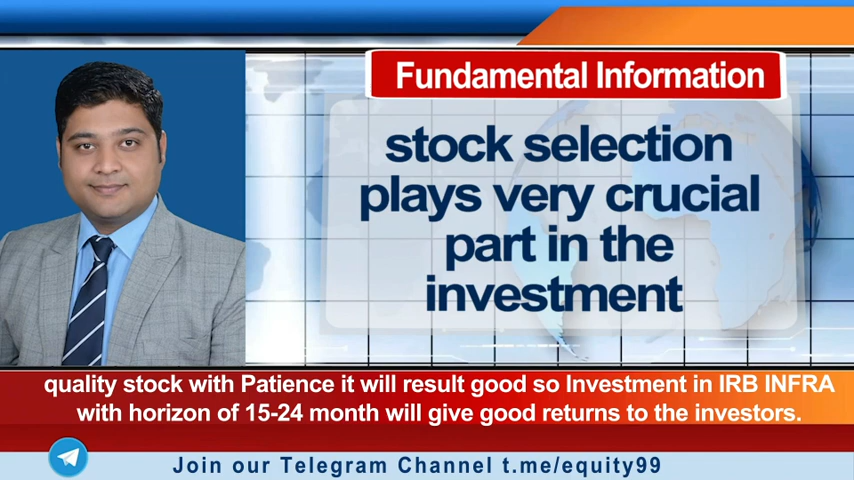 Fundamental Information
stock selection
plays very crucial
part in the
investment
quality stock with Patience it will result good so Investment in IRB INFRA
with horizon of 15-24 month will give good returns to the investors.
Join our Telegram Channel t.me/equity99